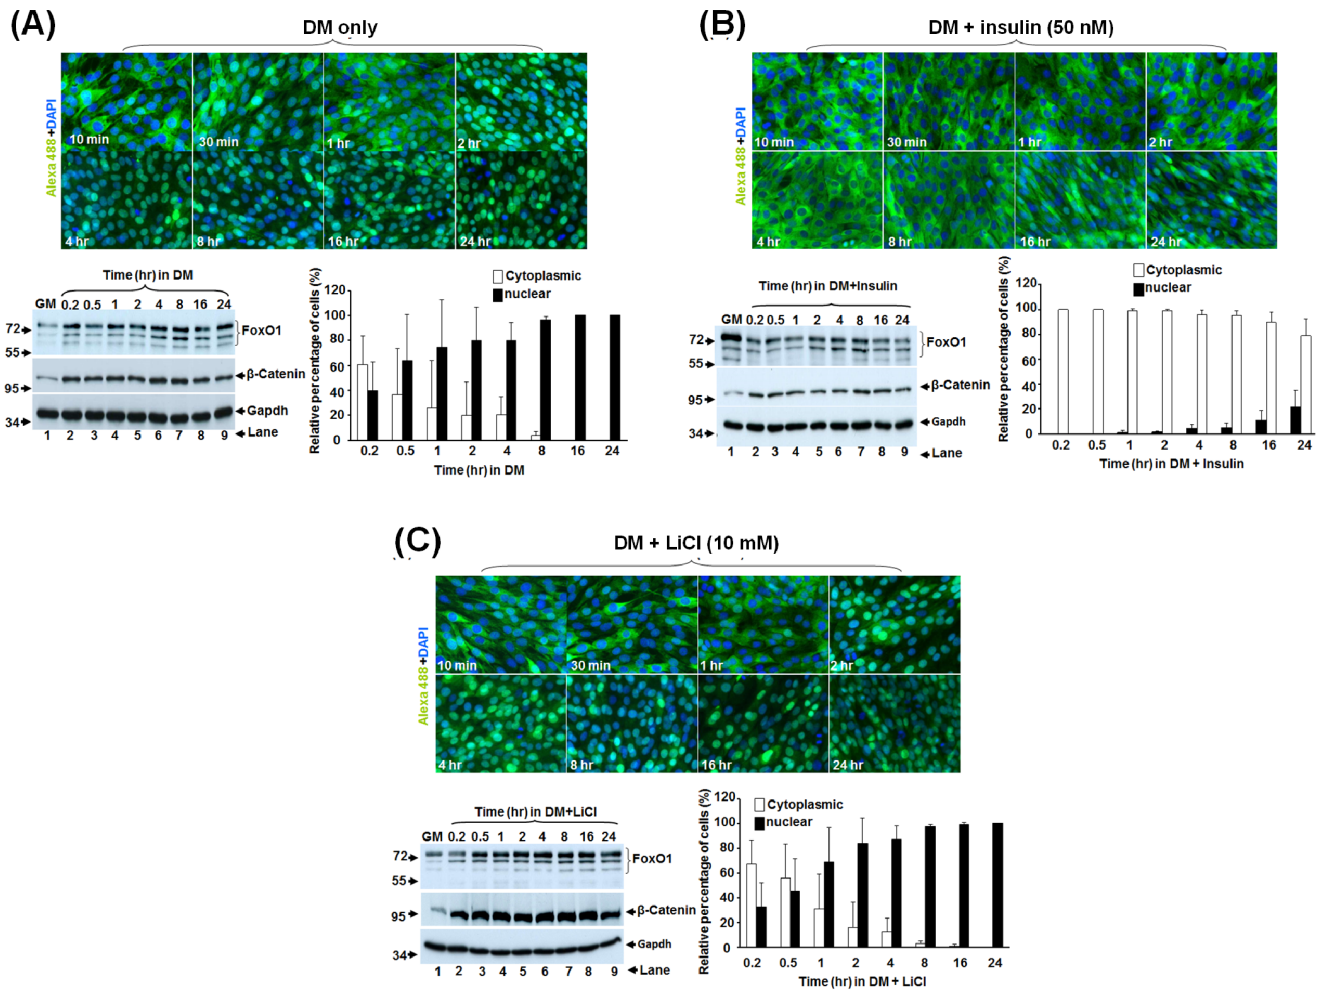 (A)
DM only
Alexa 488+DAPI
10 min
30 min
1 hr
2 hr
4 hr
8 hr
16 hr
24 hr
Time (hr) in DM
GM 0.2 0.5 1 2 4 8 16 24
72
55
FoxO1
95
β-Catenin
34
Gapdh
1 2 3 4 5 6 7 8 9
Lane
Relative percentage of cells (%)
Cytoplasmic
nuclear
120
100
80
60
40
20
0
0.2 0.5 1 2 4 8 16 24
Time (hr) in DM
(B)
DM + insulin (50 nM)
Alexa 488+DAPI
10 min
30 min
1 hr
2 hr
4 hr
8 hr
16 hr
24 hr
Time (hr) in DM+Insulin
GM 0.2 0.5 1 2 4 8 16 24
72
55
FoxO1
95
β-Catenin
34
Gapdh
1 2 3 4 5 6 7 8 9
Lane
Relative percentage of cells (%)
Cytoplasmic
nuclear
120
100
80
60
40
20
0
0.2 0.5 1 2 4 8 16 24
Time (hr) in DM + Insulin
(C)
DM + LiCl (10 mM)
Alexa 488+DAPI
10 min
30 min
1 hr
2 hr
4 hr
8 hr
16 hr
24 hr
Time (hr) in DM+LiCl
GM 0.2 0.5 1 2 4 8 16 24
72
55
FoxO1
95
β-Catenin
34
Gapdh
1 2 3 4 5 6 7 8 9
Lane
Relative percentage of cells (%)
Cytoplasmic
nuclear
120
100
80
60
40
20
0
0.2 0.5 1 2 4 8 16 24
Time (hr) in DM + LiCl